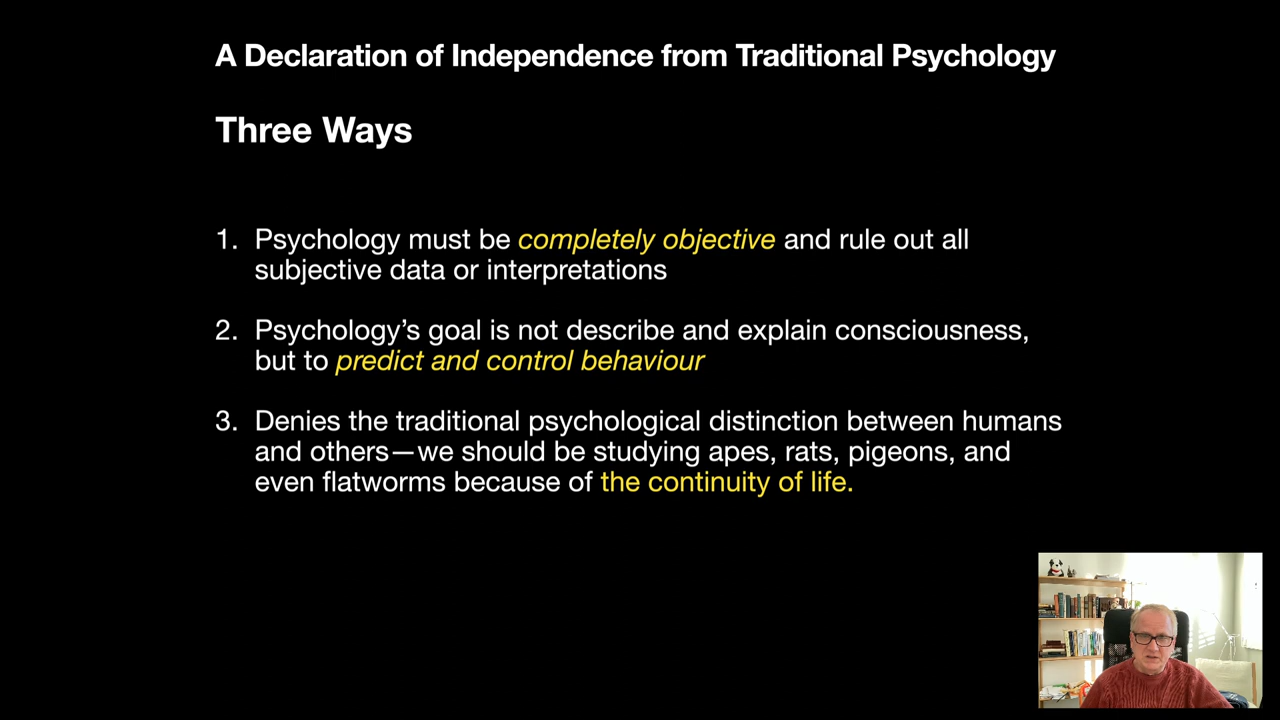 A Declaration of Independence from Traditional Psychology
Three Ways
1. Psychology must be completely objective and rule out all
subjective data or interpretations
2. Psychology’s goal is not describe and explain consciousness,
but to predict and control behaviour
3. Denies the traditional psychological distinction between humans
and others—we should be studying apes, rats, pigeons, and
even flatworms because of the continuity of life.